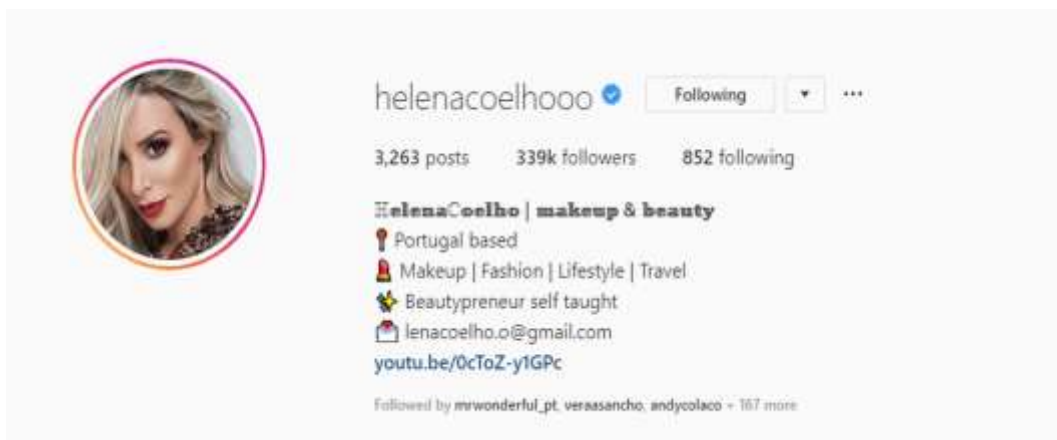 helenacoelhooo Following ▼ ...
3,263 posts 339k followers 852 following
HelenaCoelho | makeup & beauty
📍 Portugal based
💄 Makeup | Fashion | Lifestyle | Travel
✨ Beautypreneur self taught
📩 lenacoelho.o@gmail.com
youtu.be/0cToZ-y1GPc
Followed by mrwonderful_pt, veraasancho, andycolaco + 167 more